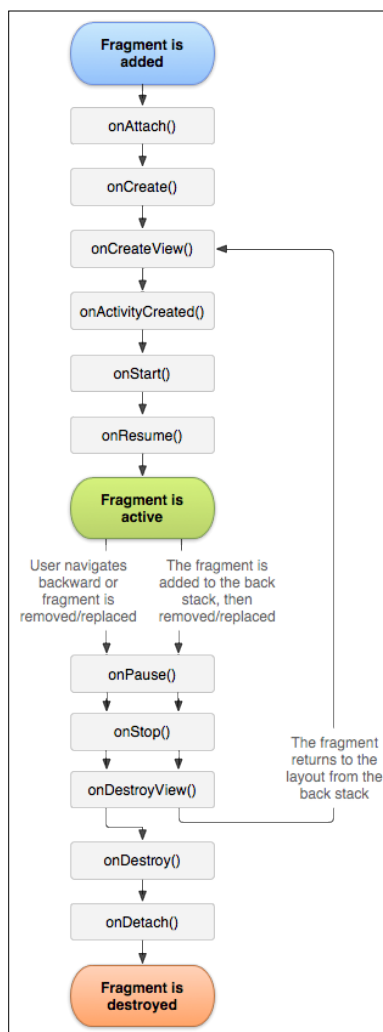 Fragment is
added
onAttach()
onCreate()
onCreateView()
onActivityCreated()
onStart()
onResume()
Fragment is
active
User navigates
backward or
fragment is
removed/replaced
The fragment is
added to the back
stack, then
removed/replaced
onPause()
onStop()
onDestroyView()
The fragment
returns to the
layout from the
back stack
onDestroy()
onDetach()
Fragment is
destroyed